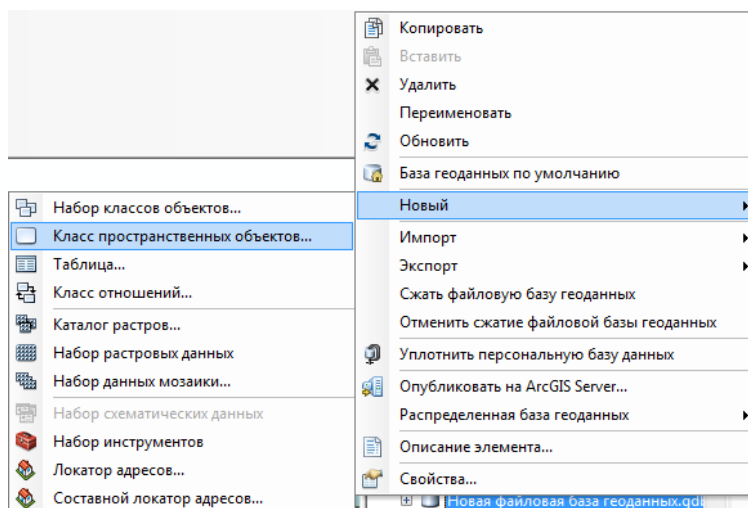 Копировать
Вставить
Удалить
Переименовать
Обновить
База геоданных по умолчанию
Новый
Импорт
Экспорт
Сжать файловую базу геоданных
Отменить сжатие файловой базы геоданных
Уплотнить персональную базу данных
Опубликовать на ArcGIS Server...
Распределенная база геоданных
Описание элемента...
Свойства...
Набор классов объектов...
Класс пространственных объектов...
Таблица...
Класс отношений...
Каталог растров...
Набор растровых данных
Набор данных мозаики...
Набор схематических данных
Набор инструментов
Локатор адресов...
Составной локатор адресов...
Новая файловая база геоданных.gdb